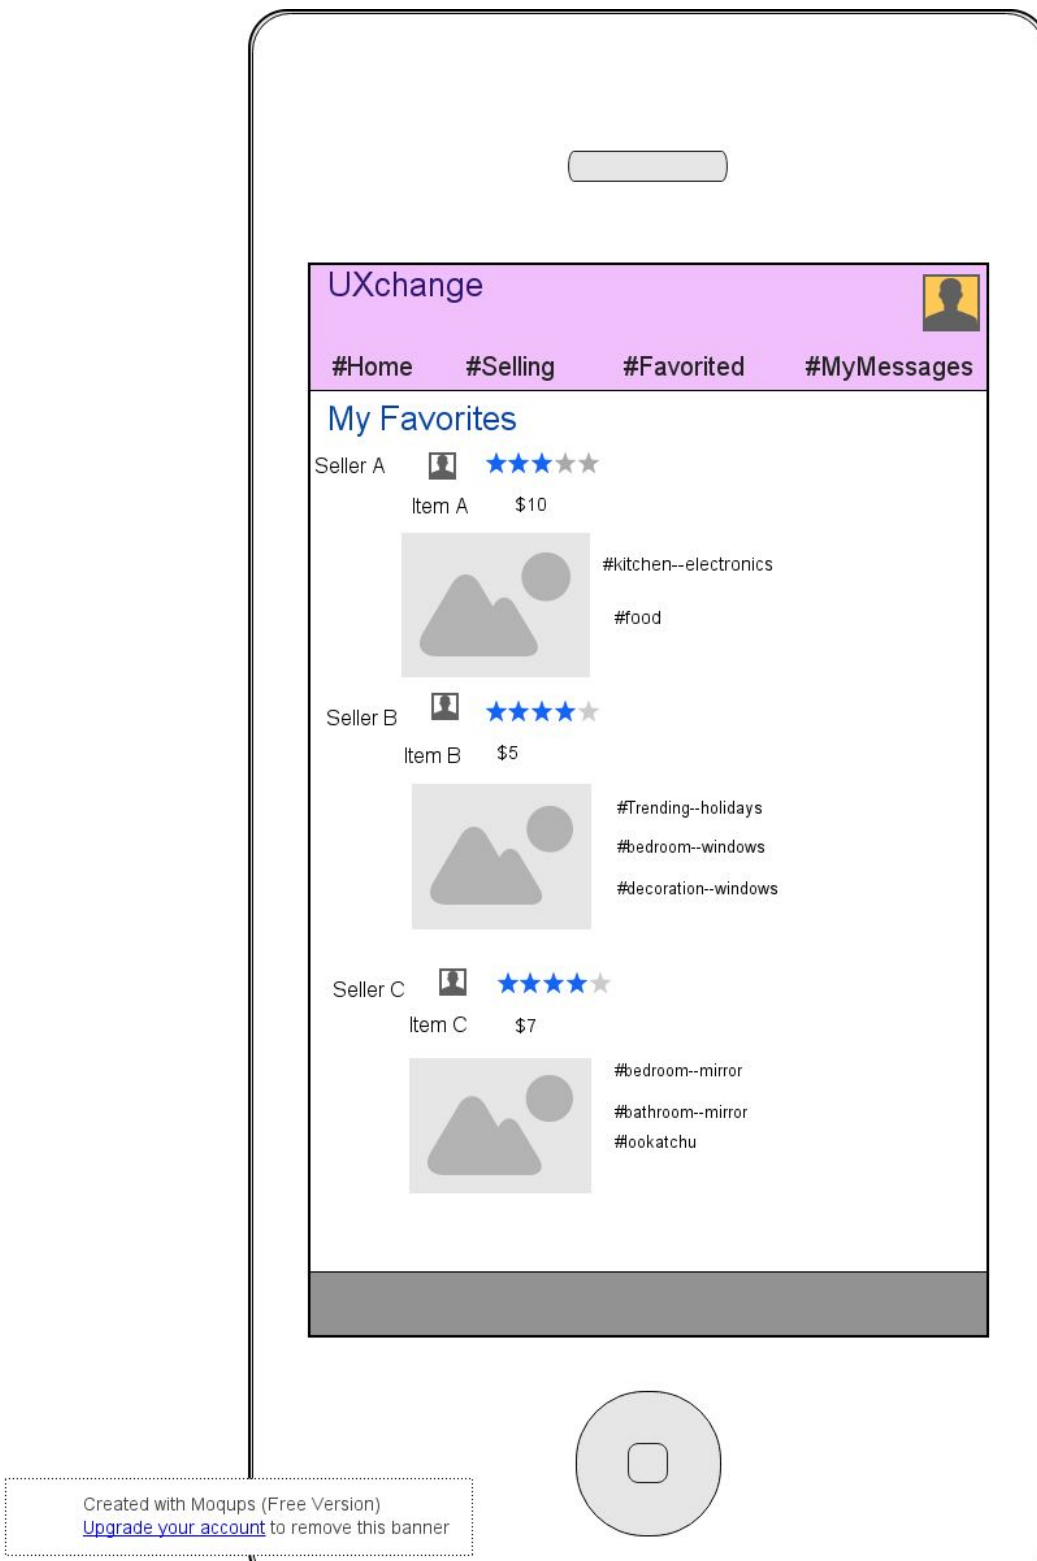 UXchange
#Home #Selling #Favorited #MyMessages
My Favorites
Seller A
Item A $10
#kitchen--electronics
#food
Seller B
Item B $5
#Trending--holidays
#bedroom--windows
#decoration--windows
Seller C
Item C $7
#bedroom--mirror
#bathroom--mirror
#lookatchu
Created with Moqups (Free Version)
Upgrade your account to remove this banner